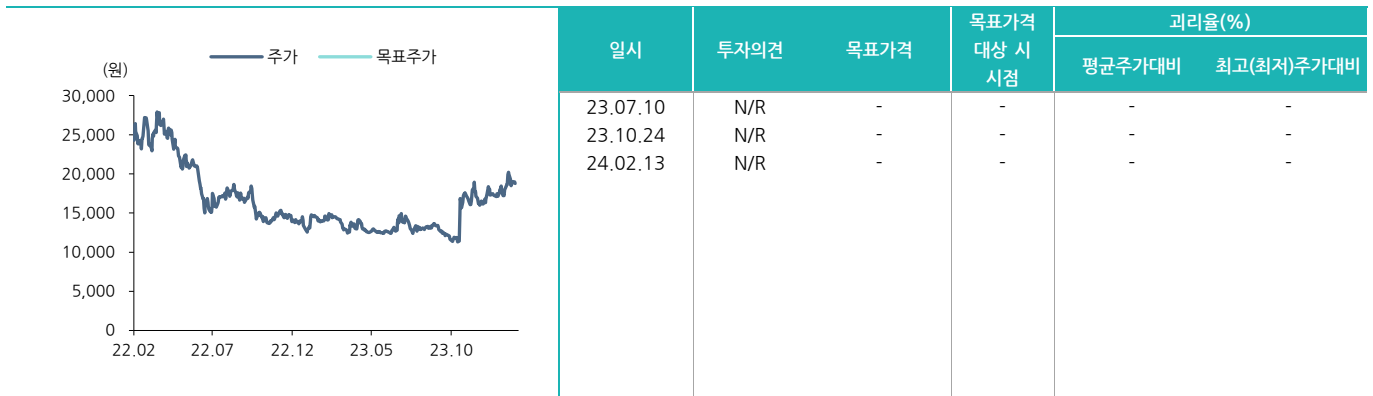 주가 목표주가
(원)
30,000
25,000
20,000
15,000
10,000
5,000
0
22.02 22.07 22.12 23.05 23.10
일시 투자의견 목표가격 목표가격 대상 시 시점 괴리율(%)
평균주가대비 최고(최저)주가대비
23.07.10 N/R - - - -
23.10.24 N/R - - - -
24.02.13 N/R - - - -